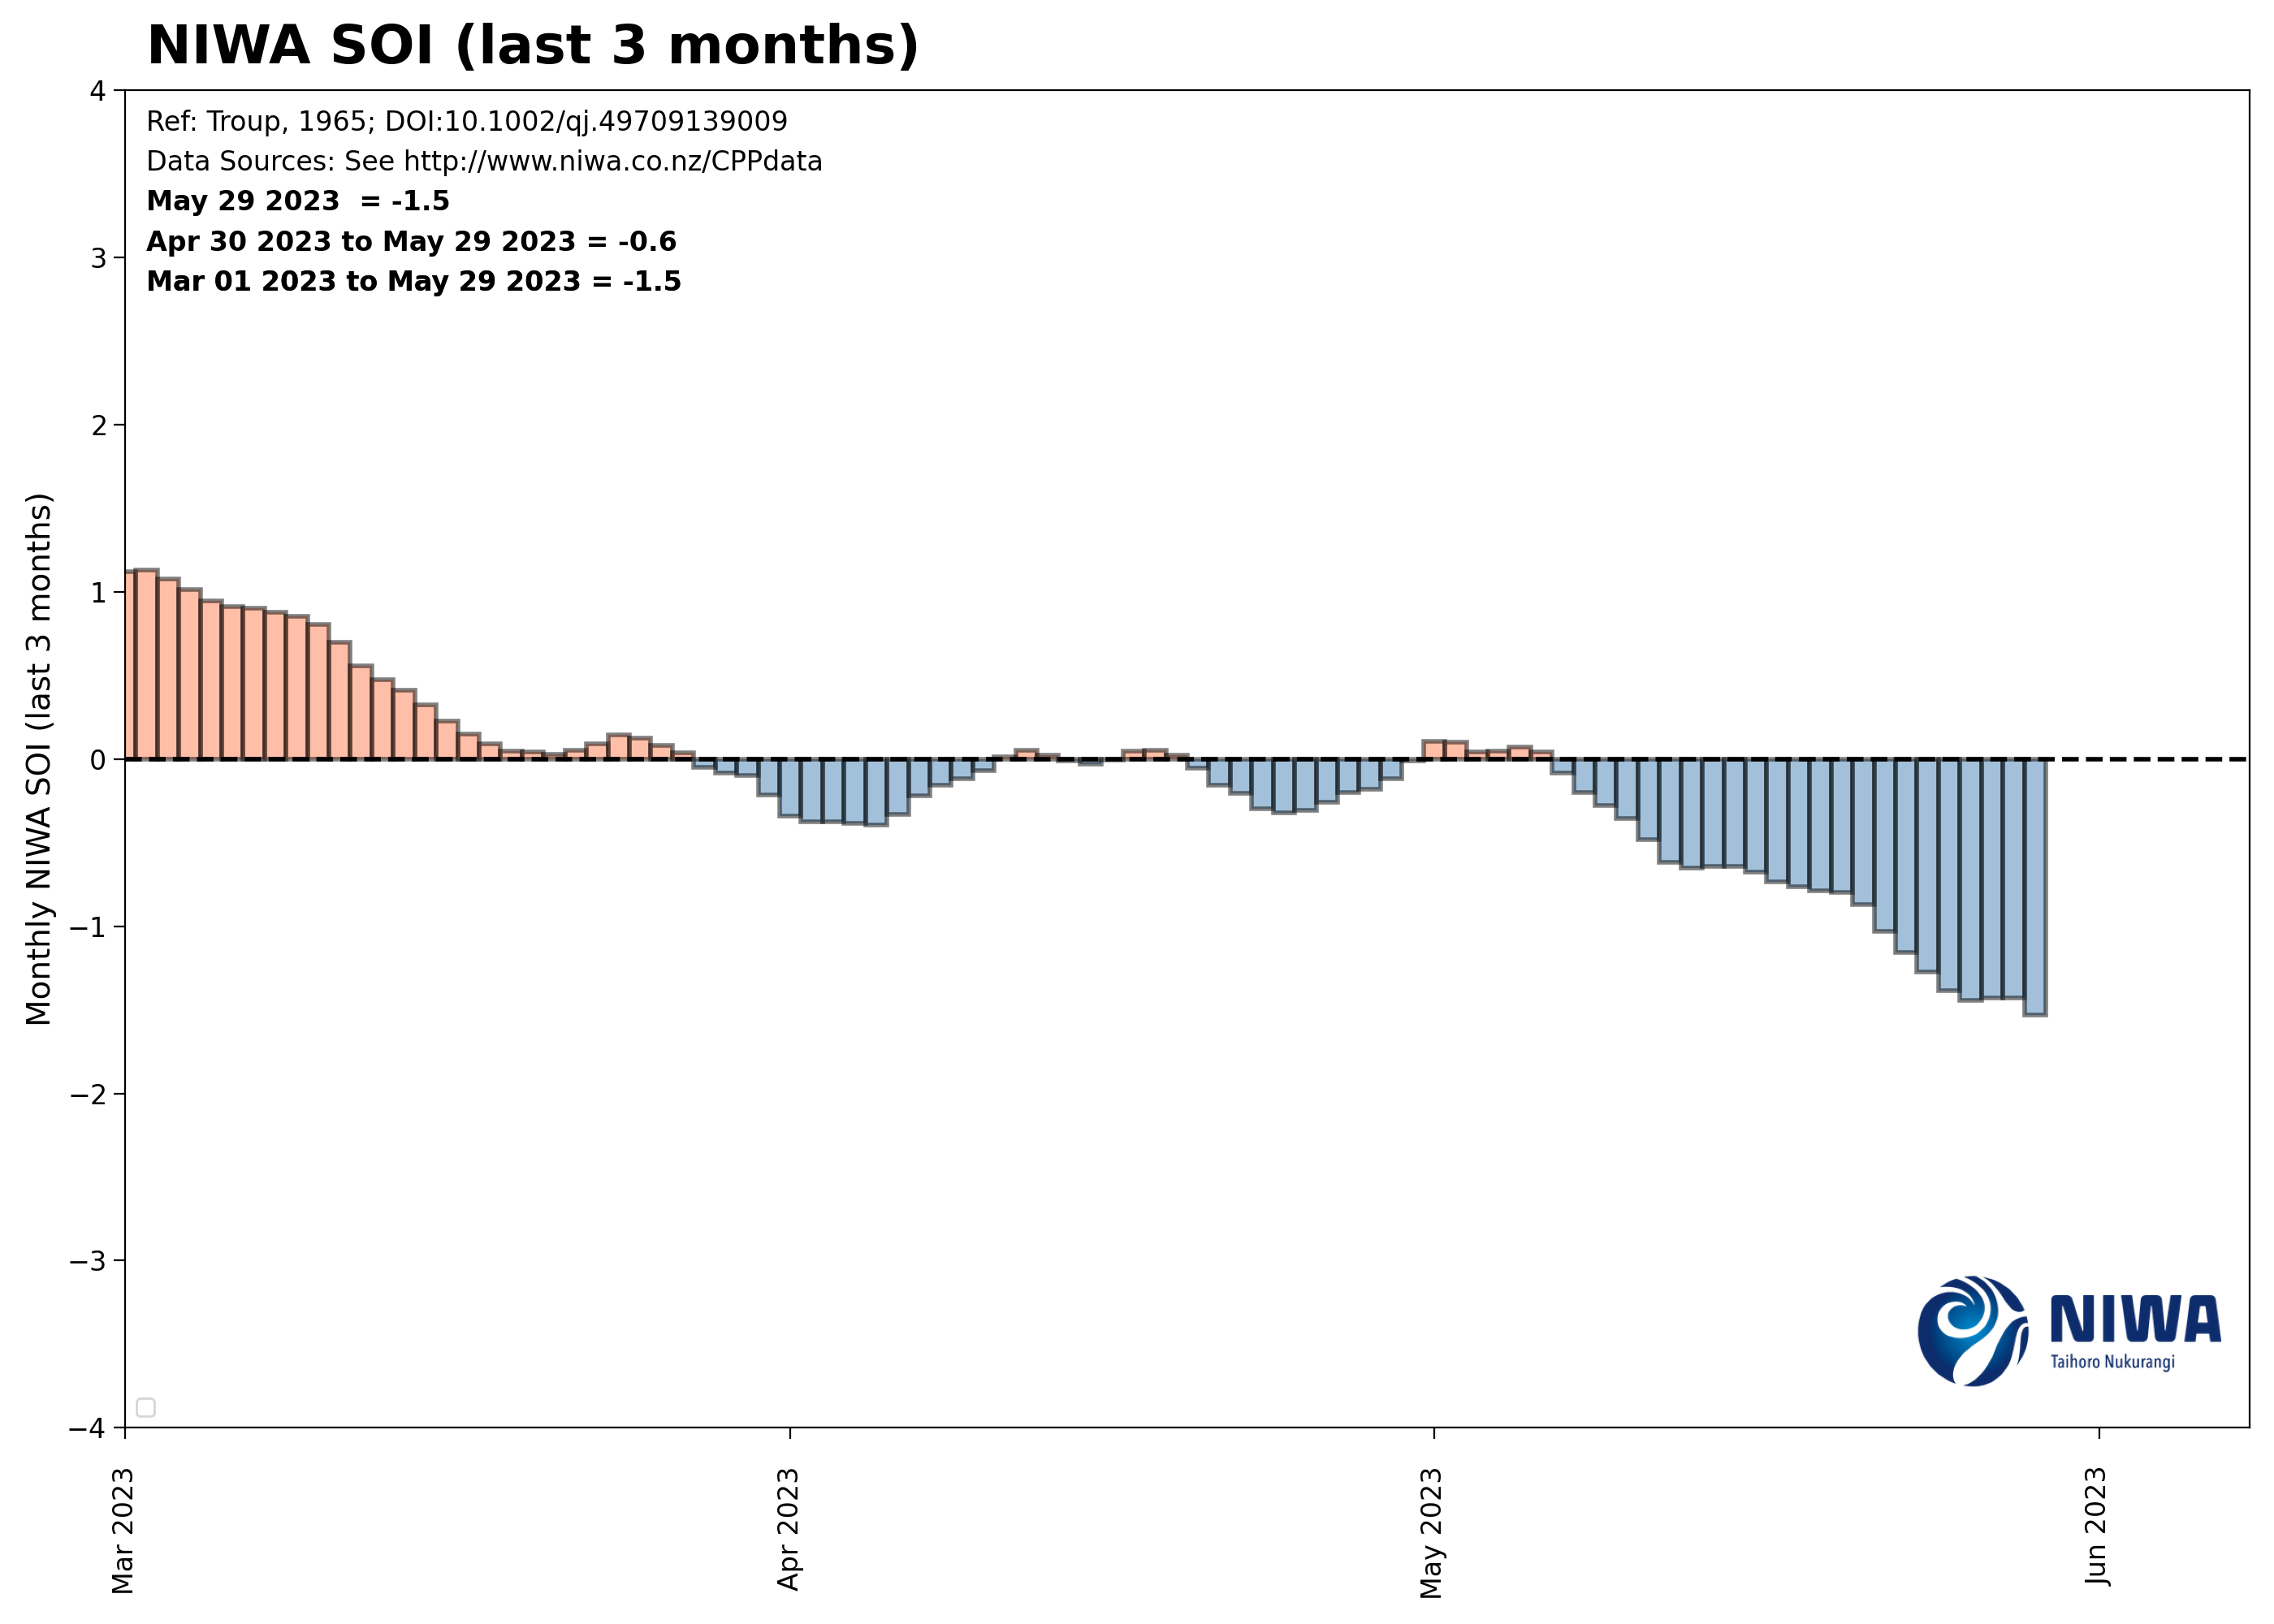 NIWA SOI (last 3 months)
Ref: Troup, 1965; DOI:10.1002/qj.49709139009
Data Sources: See http://www.niwa.co.nz/CPPdata
May 29 2023  = -1.5
Apr 30 2023 to May 29 2023 = -0.6
Mar 01 2023 to May 29 2023 = -1.5
Monthly NIWA SOI (last 3 months)
4
3
2
1
0
−1
−2
−3
−4
NIWA
Taihoro Nukurangi
Mar 2023
Apr 2023
May 2023
Jun 2023